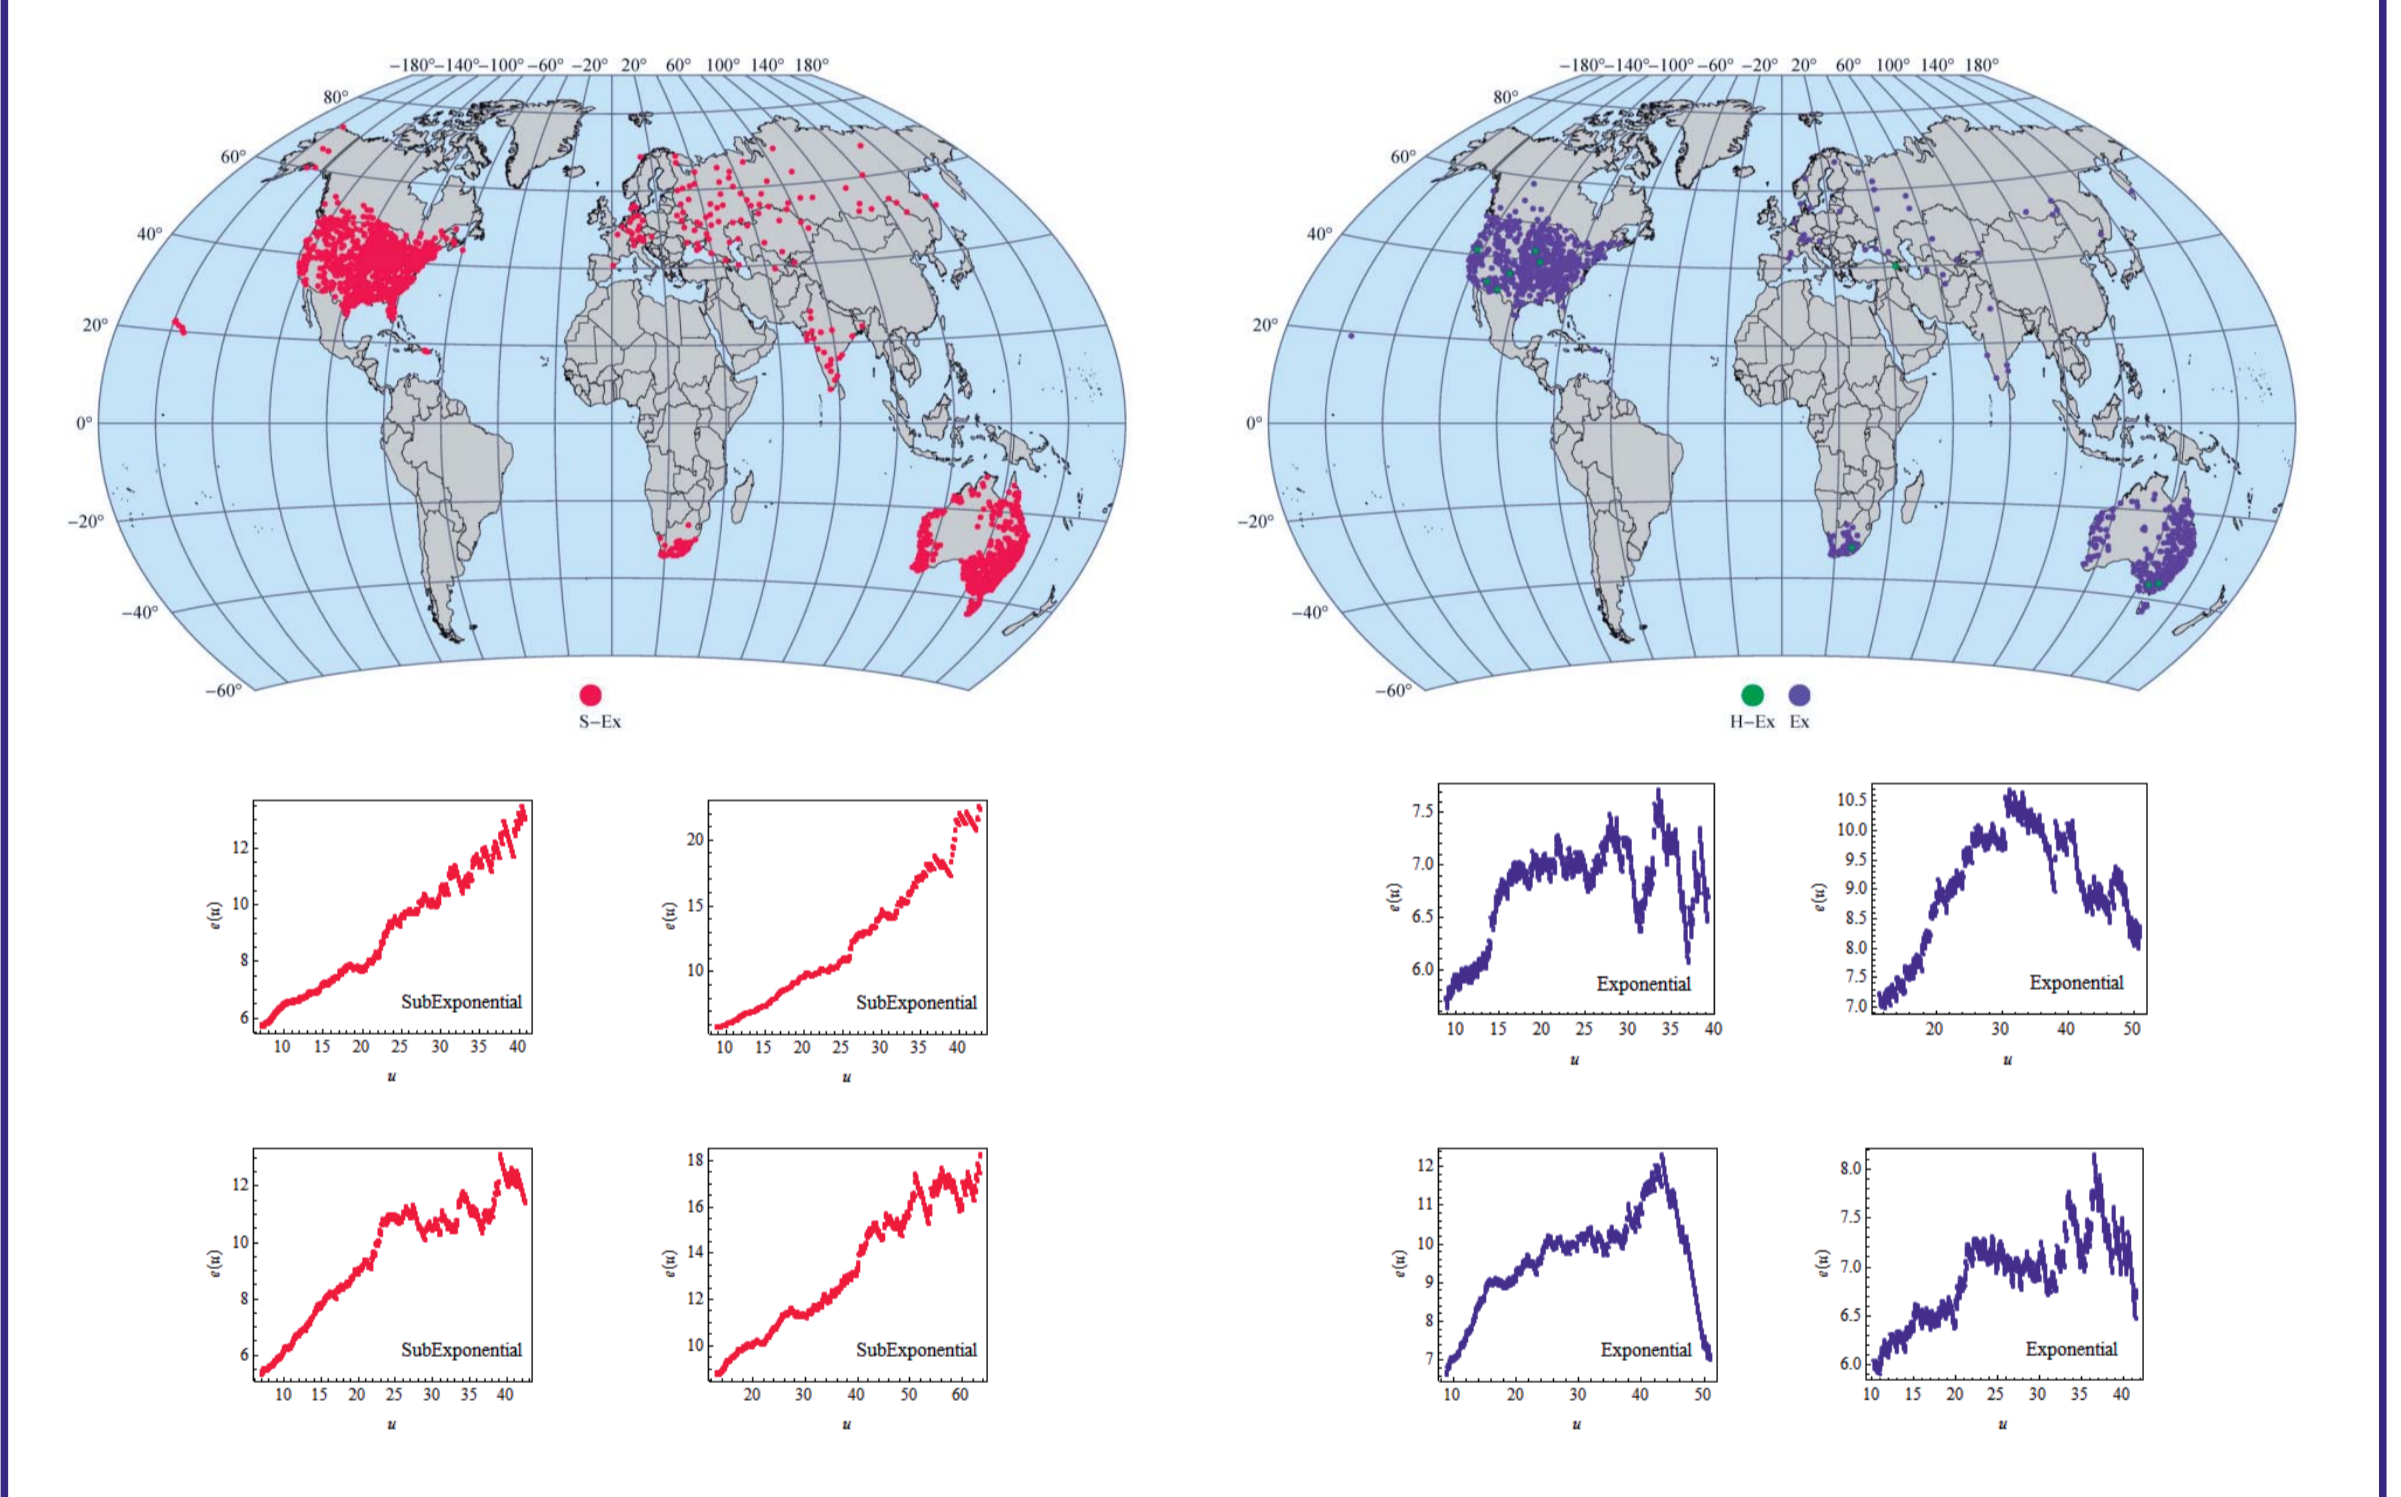 −180°−140°−100° −60° −20° 20° 60° 100° 140° 180°
80°
60°
40°
20°
0°
−20°
−40°
−60°
S−Ex
−180°−140°−100°−60° −20° 20° 60° 100° 140° 180°
80°
60°
40°
20°
0°
−20°
−40°
−60°
H−Ex Ex
12
10
8
6
e(u)
SubExponential
10 15 20 25 30 35 40
u
20
15
10
e(u)
SubExponential
10 15 20 25 30 35 40
u
7.5
7.0
6.5
6.0
e(u)
Exponential
10 15 20 25 30 35 40
u
10.5
10.0
9.5
9.0
8.5
8.0
7.5
7.0
e(u)
Exponential
20 30 40 50
u
12
10
8
6
e(u)
SubExponential
10 15 20 25 30 35 40
u
18
16
14
12
10
e(u)
SubExponential
20 30 40 50 60
u
12
11
10
9
8
7
e(u)
Exponential
10 20 30 40 50
u
8.0
7.5
7.0
6.5
6.0
e(u)
Exponential
10 15 20 25 30 35 40
u